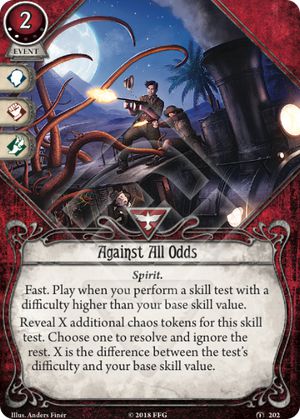 2
EVENT
Against All Odds
Spirit.
Fast. Play when you perform a skill test with a
difficulty higher than your base skill value.
Reveal X additional chaos tokens for this skill
test. Choose one to resolve and ignore the
rest. X is the difference between the test's
difficulty and your base skill value.
Illus. Anders Finér
© 2018 FFG
202